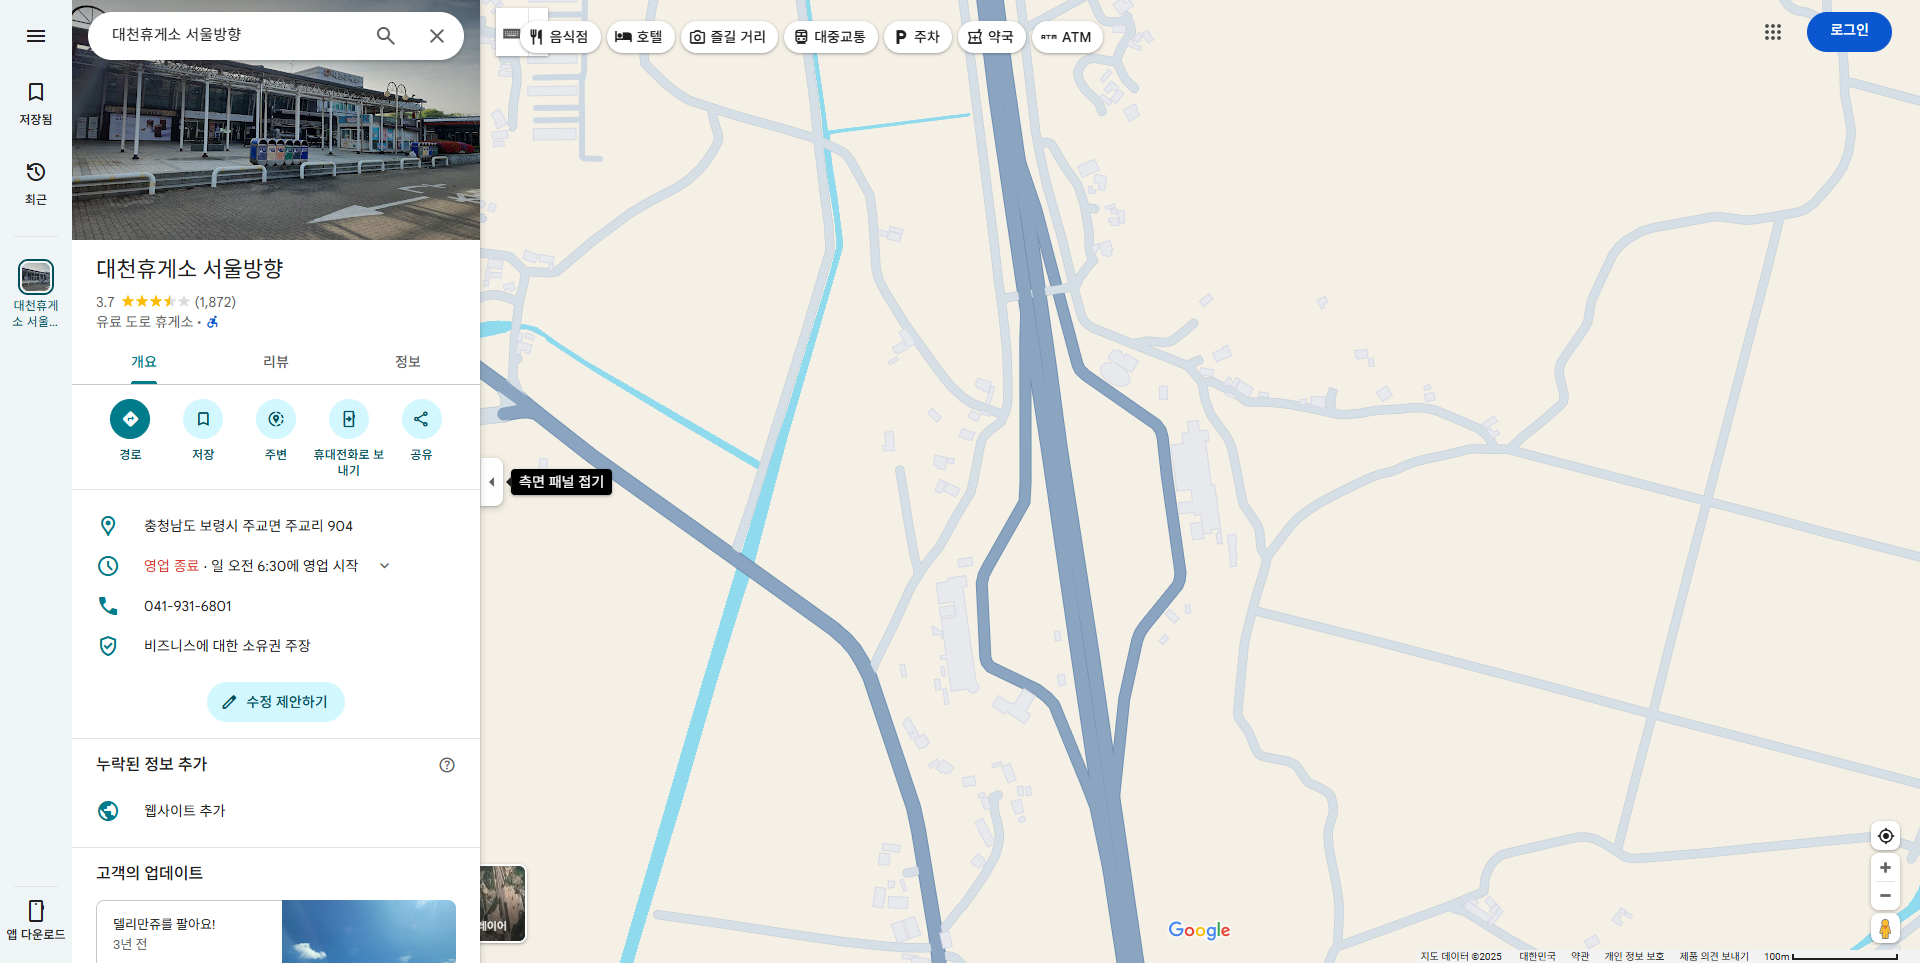 대천휴게소 서울방향
음식점
호텔
즐길 거리
대중교통
주차
약국
ATM
로그인
저장됨
최근
대천휴게
소 서울...
대천휴게소 서울방향
3.7 (1,872)
유료 도로 휴게소 ·
개요
리뷰
정보
경로
저장
주변
휴대전화로 보
내기
공유
측면 패널 접기
충청남도 보령시 주교면 주교리 904
영업 종료 · 일 오전 6:30에 영업 시작
041-931-6801
비즈니스에 대한 소유권 주장
수정 제안하기
누락된 정보 추가
웹사이트 추가
고객의 업데이트
델리만쥬를 팔아요!
3년 전
앱 다운로드
레이어
Google
지도 데이터 ©2025 대한민국 약관 개인 정보 보호 제품 의견 보내기 100m